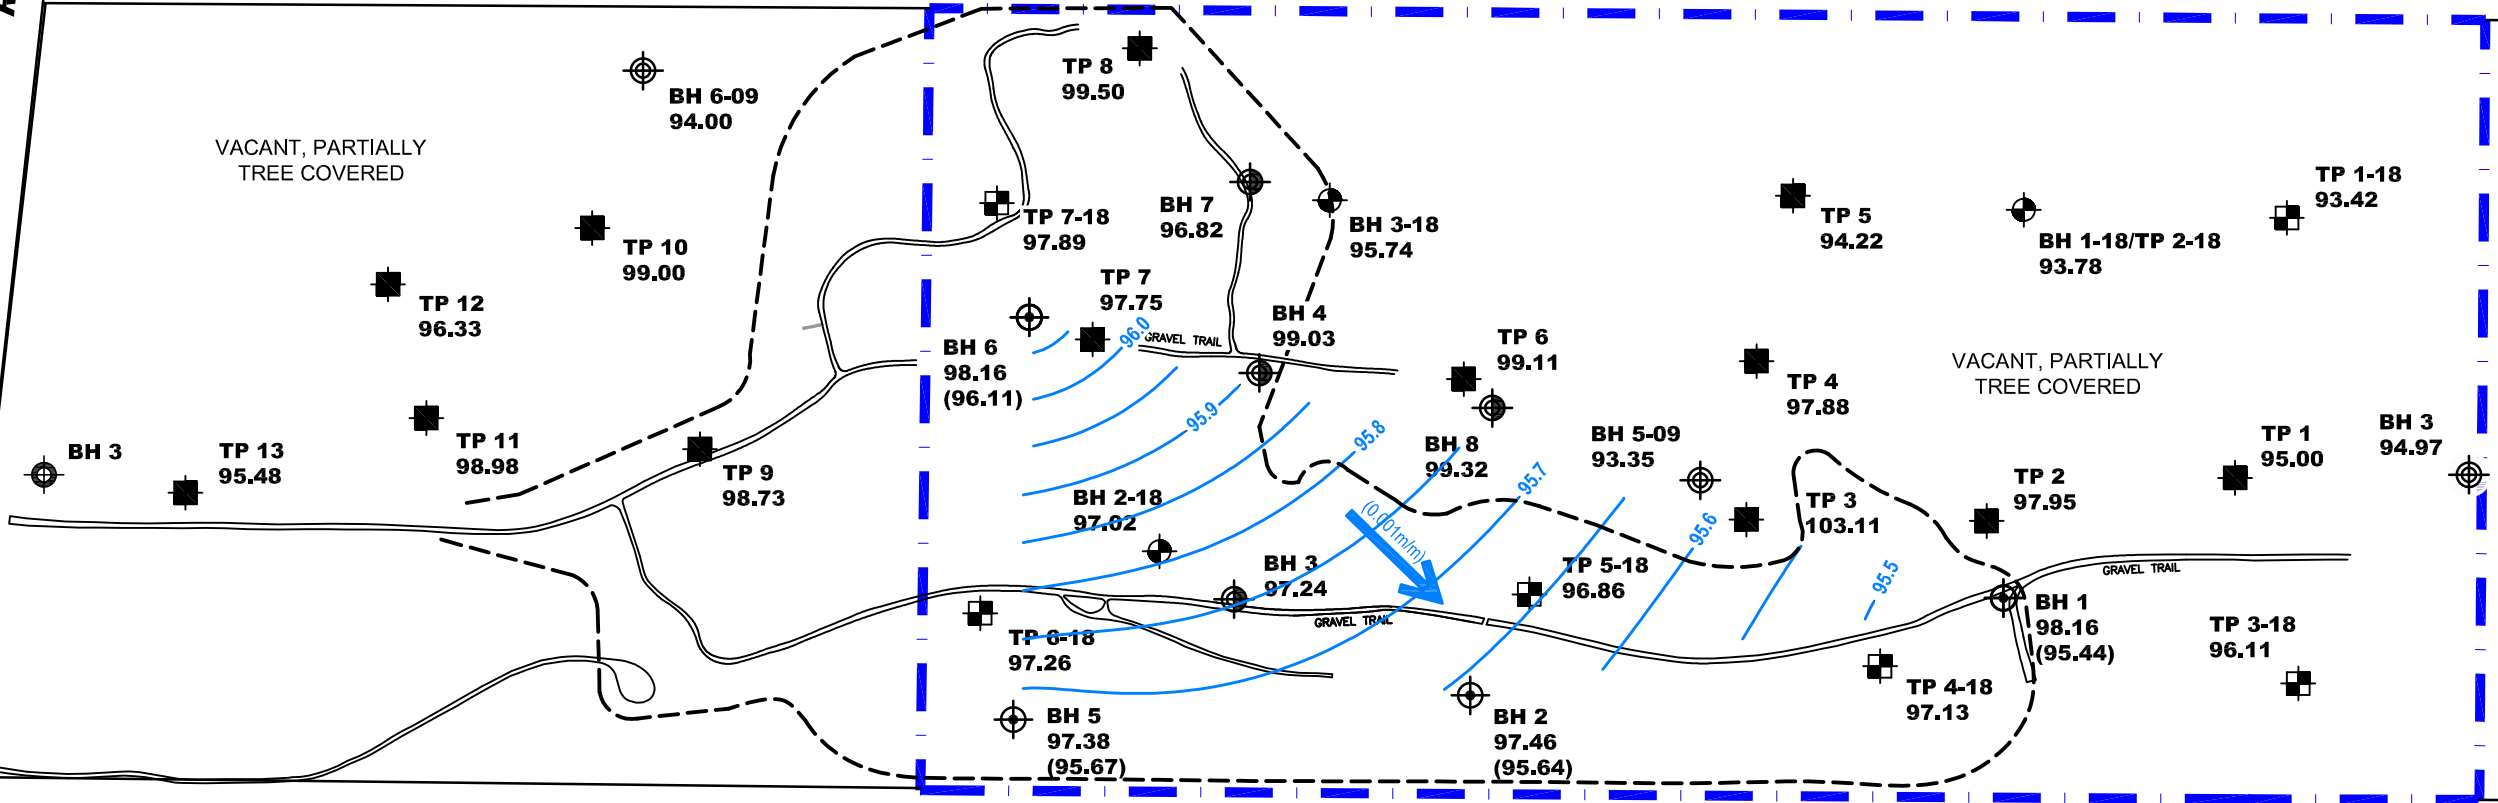 TP 8
99.50
BH 6-09
94.00
VACANT, PARTIALLY
TREE COVERED
TP 10
99.00
TP 12
96.33
TP 7-18
97.89
BH 7
96.82
BH 3-18
95.74
TP 5
94.22
BH 1-18/TP 2-18
93.78
TP 1-18
93.42
TP 7
97.75
BH 4
99.03
96.0
GRAVEL TRAIL
BH 6
98.16
(96.11)
TP 6
99.11
TP 4
97.88
VACANT, PARTIALLY
TREE COVERED
BH 3
TP 13
95.48
TP 11
98.98
TP 9
98.73
95.9
95.8
BH 8
99.32
95.7
BH 5-09
93.35
TP 3
103.11
TP 2
97.95
TP 1
95.00
BH 3
94.97
BH 2-18
97.02
(0.001m/m)
95.6
BH 3
97.24
TP 5-18
96.86
95.5
GRAVEL TRAIL
GRAVEL TRAIL
TP 6-18
97.26
BH 1
98.16
(95.44)
TP 3-18
96.11
TP 4-18
97.13
BH 5
97.38
(95.67)
BH 2
97.46
(95.64)